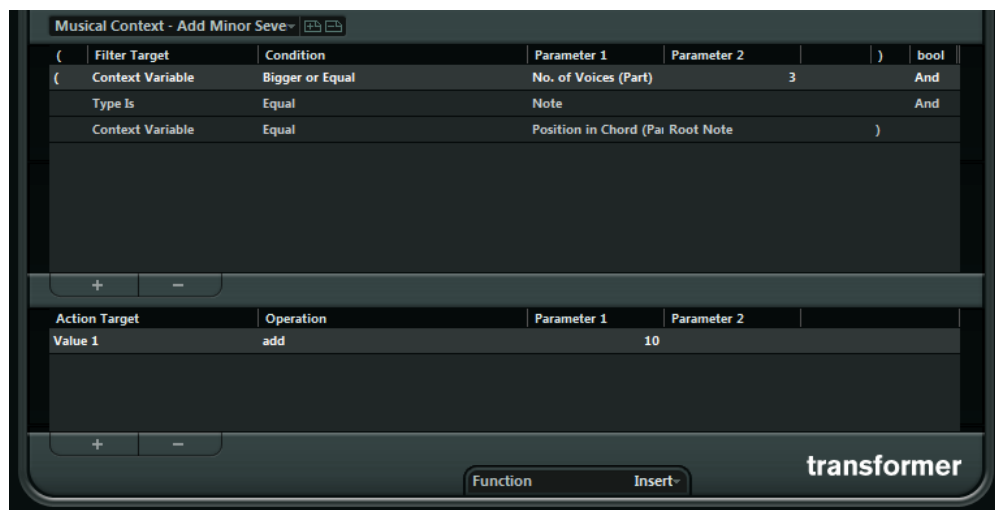 Musical Context - Add Minor Seve
( Filter Target Condition Parameter 1 Parameter 2 ) bool
( Context Variable Bigger or Equal No. of Voices (Part) 3 And
Type Is Equal Note And
Context Variable Equal Position in Chord (Pa Root Note )
+ −
Action Target Operation Parameter 1 Parameter 2
Value 1 add 10
+ −
transformer
Function Insert